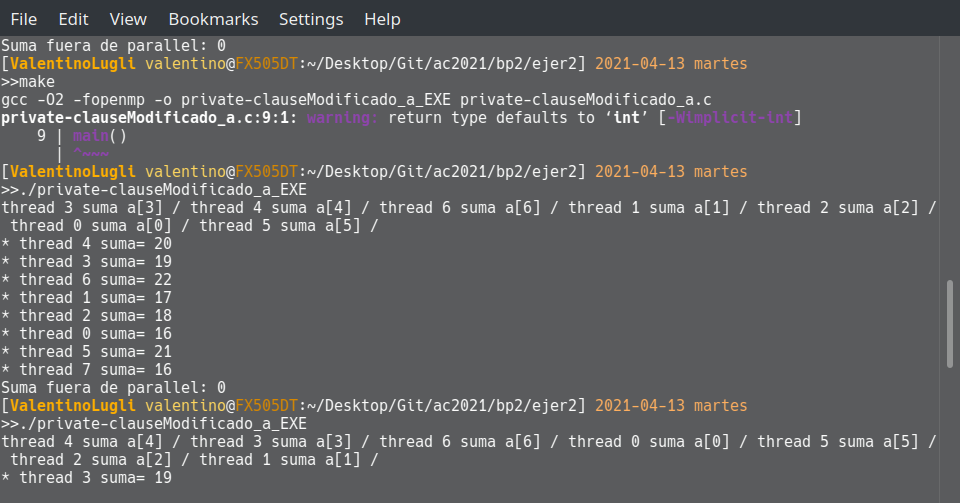 File Edit View Bookmarks Settings Help
Suma fuera de parallel: 0
[ValentinoLugli valentino@FX505DT:~/Desktop/Git/ac2021/bp2/ejer2] 2021-04-13 martes
>>make
gcc -O2 -fopenmp -o private-clauseModificado_a_EXE private-clauseModificado_a.c
private-clauseModificado_a.c:9:1: warning: return type defaults to ‘int’ [-Wimplicit-int]
9 | main()
| ^~~~
[ValentinoLugli valentino@FX505DT:~/Desktop/Git/ac2021/bp2/ejer2] 2021-04-13 martes
>>./private-clauseModificado_a_EXE
thread 3 suma a[3] / thread 4 suma a[4] / thread 6 suma a[6] / thread 1 suma a[1] / thread 2 suma a[2] /
thread 0 suma a[0] / thread 5 suma a[5] /
* thread 4 suma= 20
* thread 3 suma= 19
* thread 6 suma= 22
* thread 1 suma= 17
* thread 2 suma= 18
* thread 0 suma= 16
* thread 5 suma= 21
* thread 7 suma= 16
Suma fuera de parallel: 0
[ValentinoLugli valentino@FX505DT:~/Desktop/Git/ac2021/bp2/ejer2] 2021-04-13 martes
>>./private-clauseModificado_a_EXE
thread 4 suma a[4] / thread 3 suma a[3] / thread 6 suma a[6] / thread 0 suma a[0] / thread 5 suma a[5] /
thread 2 suma a[2] / thread 1 suma a[1] /
* thread 3 suma= 19